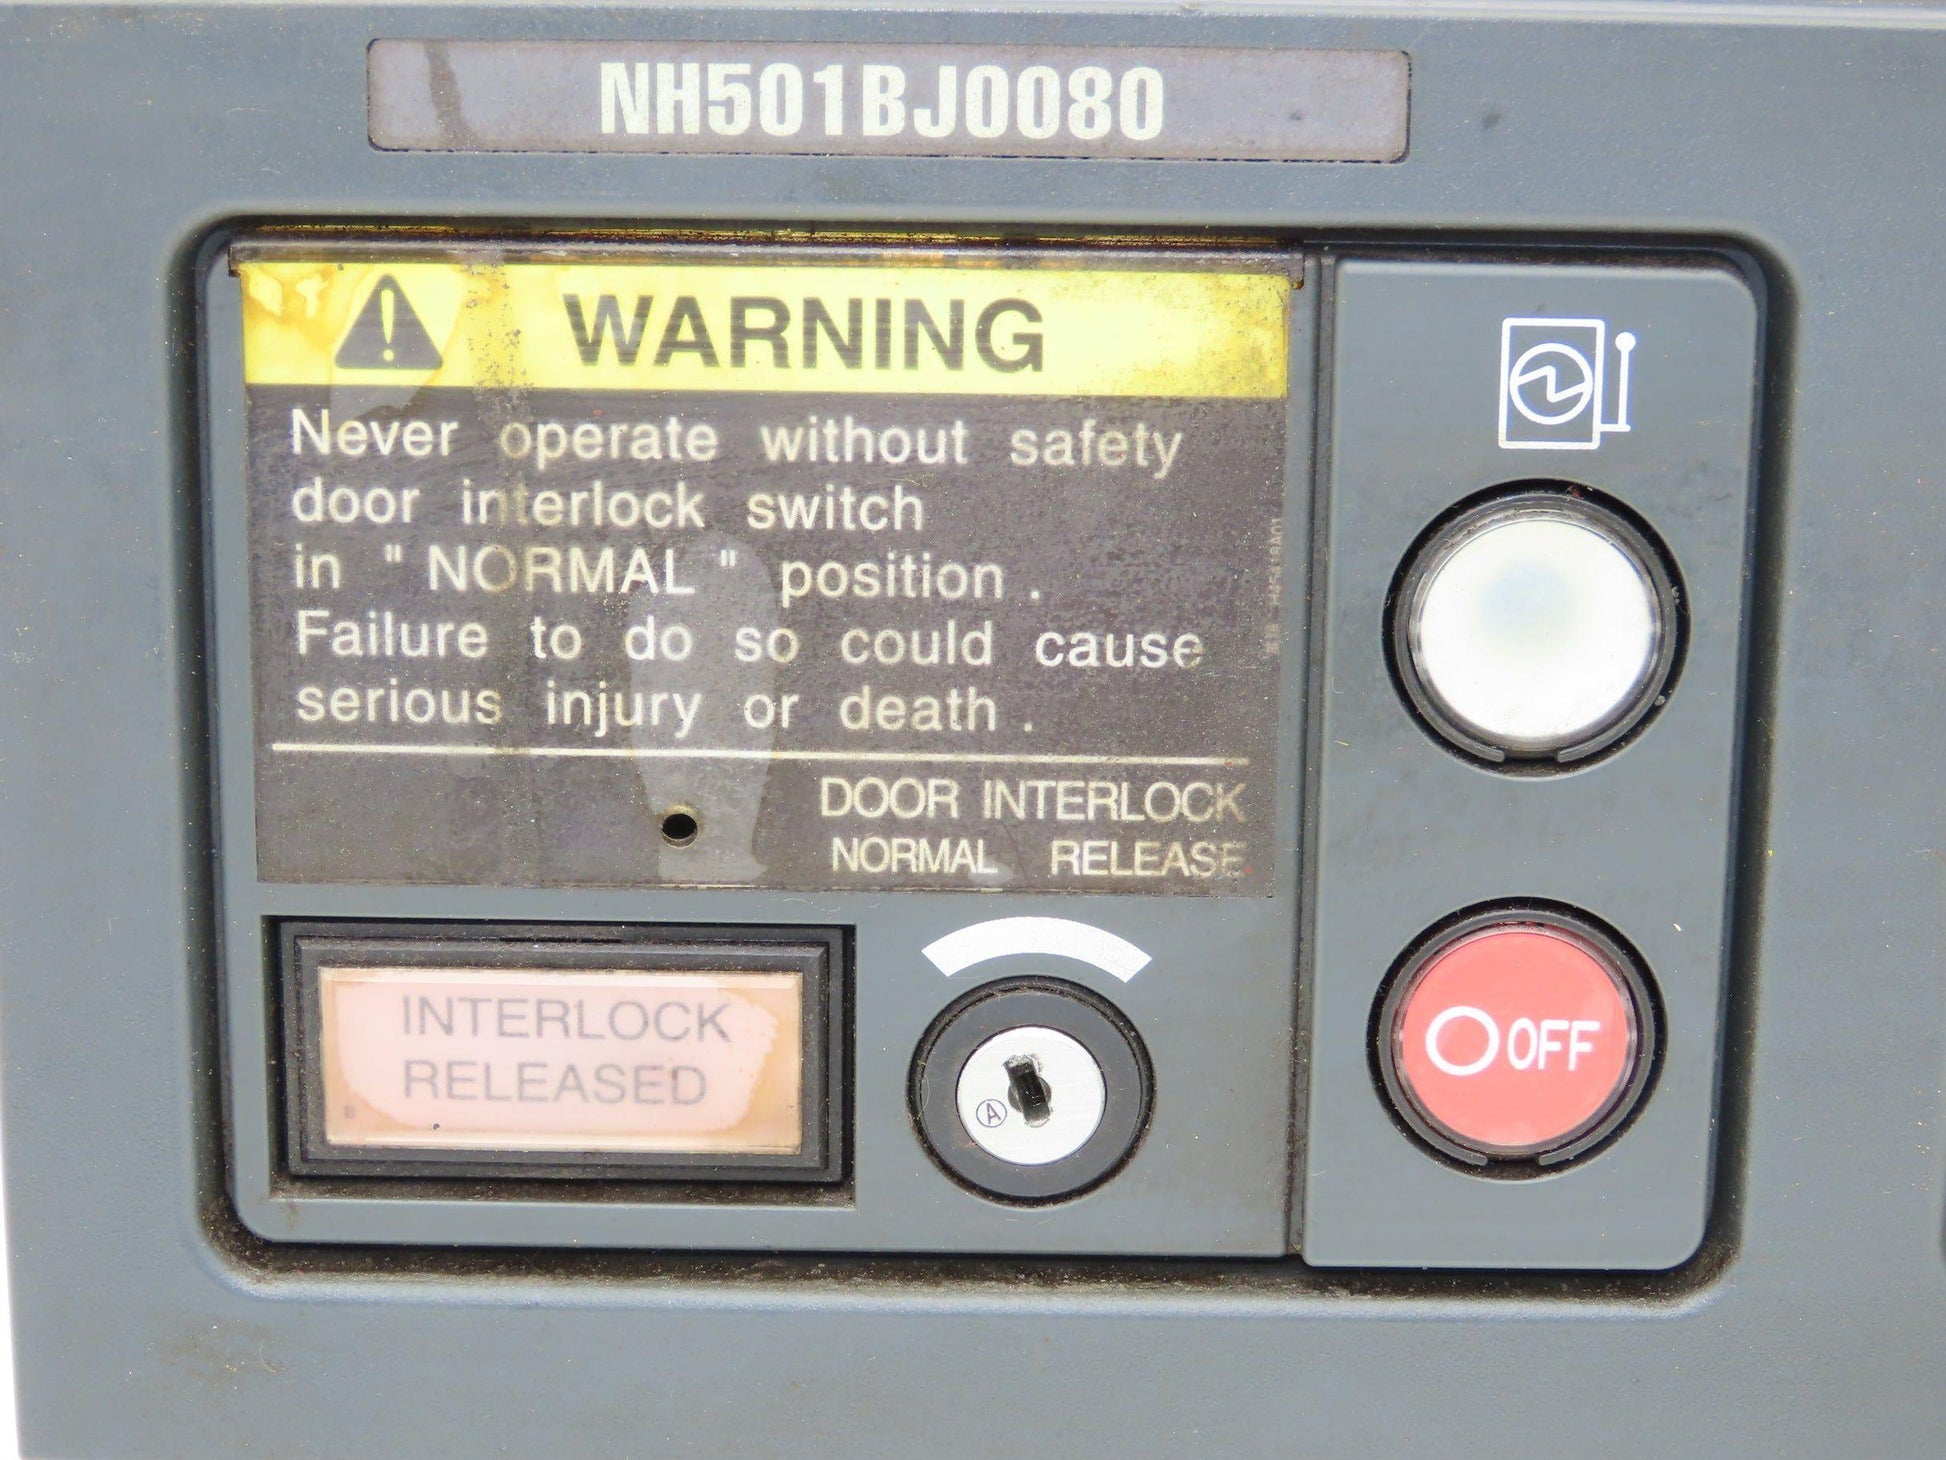 NH501BJ0080
WARNING
Never operate without safety
door interlock switch
in "NORMAL" position.
Failure to do so could cause
serious injury or death.
DOOR INTERLOCK
NORMAL RELEASE
INTERLOCK
RELEASED
A
OFF